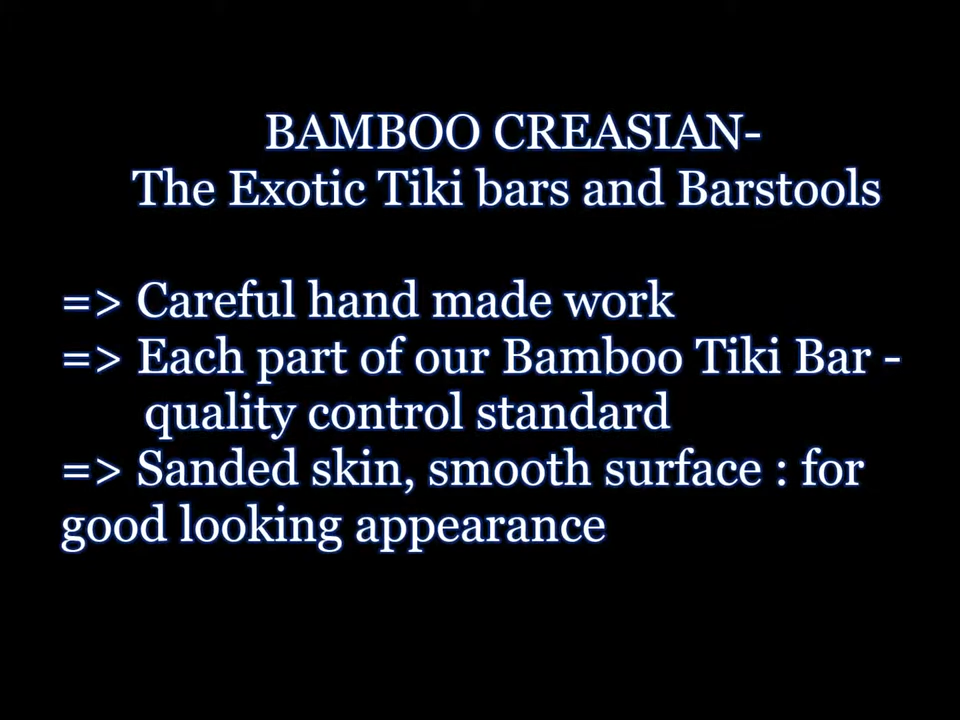 BAMBOO CREASIAN-
The Exotic Tiki bars and Barstools
=> Careful hand made work
=> Each part of our Bamboo Tiki Bar -
quality control standard
=> Sanded skin, smooth surface : for
good looking appearance